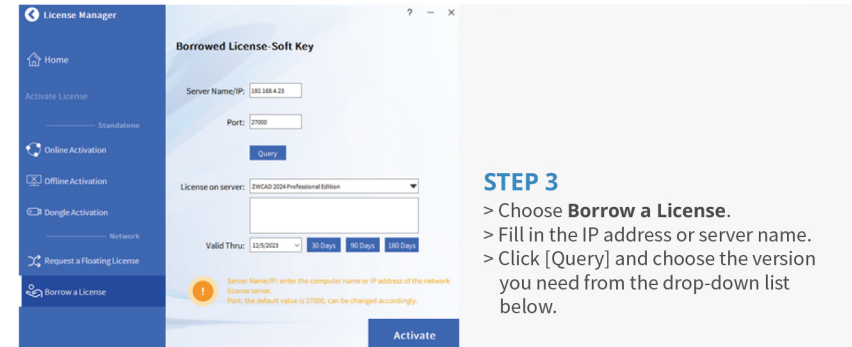 License Manager
? — ×
Home
Activate License
Standalone
Online Activation
Offline Activation
Dongle Activation
Network
Request a Floating License
Borrow a License
Borrowed License-Soft Key
Server Name/IP: 192.168.4.23
Port: 27000
Query
License on server: ZWCAD 2024 Professional Edition
Valid Thru: 12/5/2023 30 Days 90 Days 180 Days
! Server Name/IP: enter the computer name or IP address of the network
license server.
Port: the default value is 27000, can be changed accordingly.
Activate
STEP 3
> Choose Borrow a License.
> Fill in the IP address or server name.
> Click [Query] and choose the version
you need from the drop-down list
below.